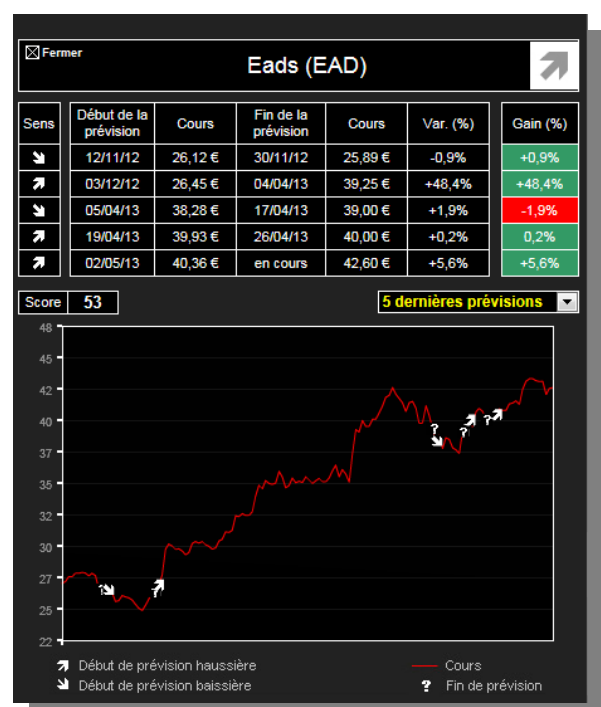 Fermer
Eads (EAD)
Sens Début de la prévision Cours Fin de la prévision Cours Var. (%) Gain (%)
12/11/12 26,12 € 30/11/12 25,89 € -0,9% +0,9%
03/12/12 26,45 € 04/04/13 39,25 € +48,4% +48,4%
05/04/13 38,28 € 17/04/13 39,00 € +1,9% -1,9%
19/04/13 39,93 € 26/04/13 40,00 € +0,2% 0,2%
02/05/13 40,36 € en cours 42,60 € +5,6% +5,6%
Score 53 5 dernières prévisions
48
45
42
40
37
35
32
30
27
25
22
Début de prévision haussière Cours
Début de prévision baissière ? Fin de prévision